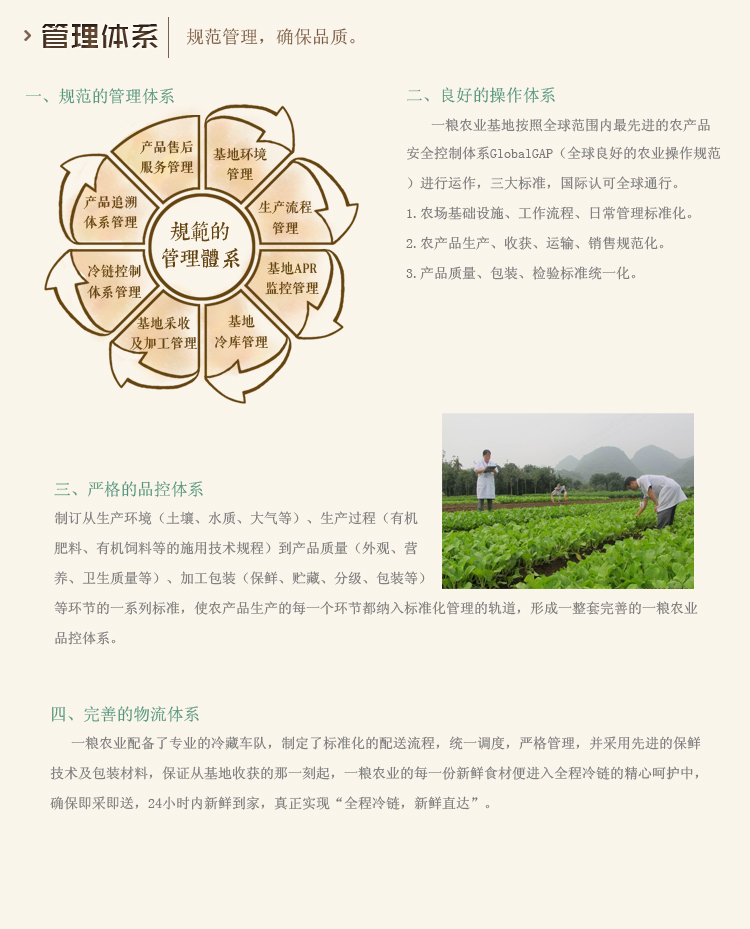 管理体系
规范管理，确保品质。
一、规范的管理体系
规範的
管理體系
基地环境
管理
生产流程
管理
基地APR
监控管理
基地
冷库管理
基地采收
及加工管理
冷链控制
体系管理
产品追溯
体系管理
产品售后
服务管理
二、良好的操作体系
一粮农业基地按照全球范围内最先进的农产品
安全控制体系GlobalGAP（全球良好的农业操作规范
）进行运作，三大标准，国际认可全球通行。
1.农场基础设施、工作流程、日常管理标准化。
2.农产品生产、收获、运输、销售规范化。
3.产品质量、包装、检验标准统一化。
三、严格的品控体系
制订从生产环境（土壤、水质、大气等）、生产过程（有机
肥料、有机饲料等的施用技术规程）到产品质量（外观、营
养、卫生质量等）、加工包装（保鲜、贮藏、分级、包装等）
等环节的一系列标准，使农产品生产的每一个环节都纳入标准化管理的轨道，形成一整套完善的一粮农业
品控体系。
四、完善的物流体系
一粮农业配备了专业的冷藏车队，制定了标准化的配送流程，统一调度，严格管理，并采用先进的保鲜
技术及包装材料，保证从基地收获的那一刻起，一粮农业的每一份新鲜食材便进入全程冷链的精心呵护中，
确保即采即送，24小时内新鲜到家，真正实现“全程冷链，新鲜直达”。